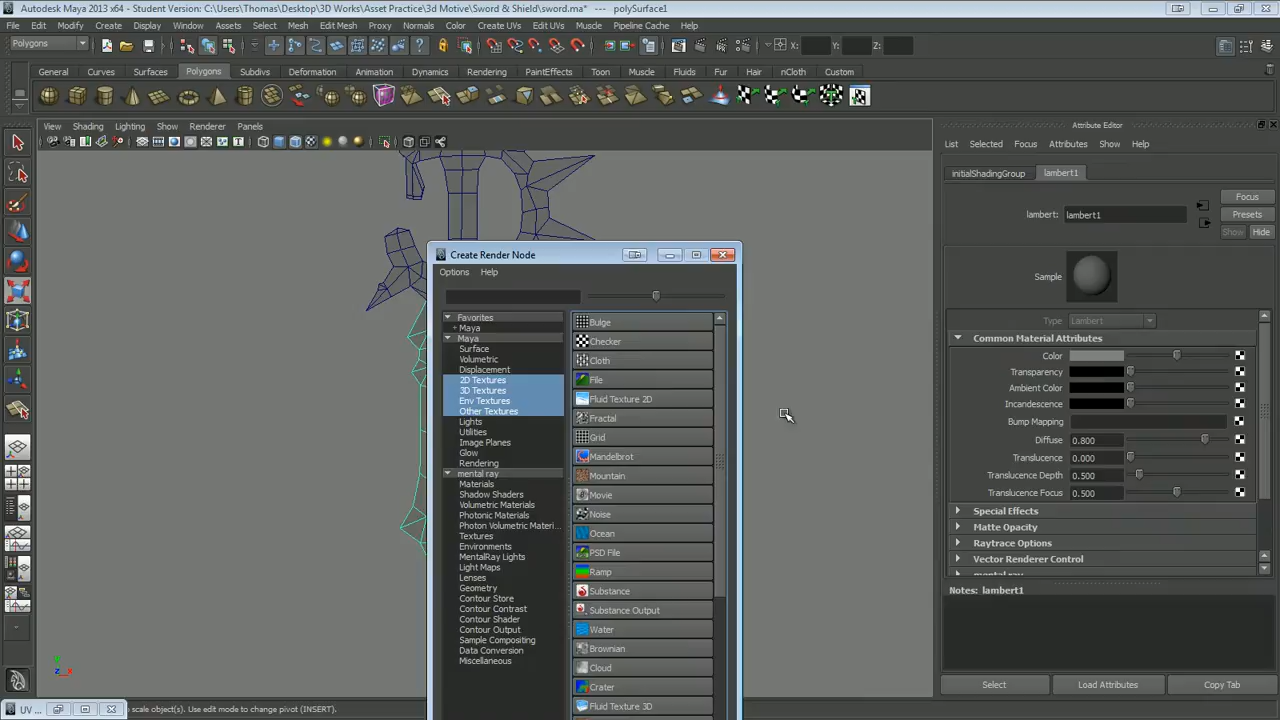 Autodesk Maya 2013 x64 - Student Version: C:\Users\Thomas\Desktop\3D Works\Asset Practice\3d Motive\Sword & Shield\sword.ma* --- polySurface1
File Edit Modify Create Display Window Assets Select Mesh Edit Mesh Proxy Normals Color Create UVs Edit UVs Muscle Pipeline Cache Help
Polygons X: Y: Z:
General Curves Surfaces Polygons Subdivs Deformation Animation Dynamics Rendering PaintEffects Toon Muscle Fluids Fur Hair nCloth Custom
View Shading Lighting Show Renderer Panels
Attribute Editor
List Selected Focus Attributes Show Help
initialShadingGroup lambert1
lambert: lambert1
Focus
Presets
Show Hide
Sample
Type Lambert
Common Material Attributes
Color
Transparency
Ambient Color
Incandescence
Bump Mapping
Diffuse 0.800
Translucence 0.000
Translucence Depth 0.500
Translucence Focus 0.500
Special Effects
Matte Opacity
Raytrace Options
Vector Renderer Control
mental ray
Notes: lambert1
Select Load Attributes Copy Tab
Create Render Node
Options Help
Favorites
+ Maya
Maya
Surface
Volumetric
Displacement
2D Textures
3D Textures
Env Textures
Other Textures
Lights
Utilities
Image Planes
Glow
Rendering
mental ray
Materials
Shadow Shaders
Volumetric Materials
Photonic Materials
Photon Volumetric Materi...
Textures
Environments
MentalRay Lights
Light Maps
Lenses
Geometry
Contour Store
Contour Contrast
Contour Shader
Contour Output
Sample Compositing
Data Conversion
Miscellaneous
Bulge
Checker
Cloth
File
Fluid Texture 2D
Fractal
Grid
Mandelbrot
Mountain
Movie
Noise
Ocean
PSD File
Ramp
Substance
Substance Output
Water
Brownian
Cloud
Crater
Fluid Texture 3D
UV ...
scale object(s). Use edit mode to change pivot (INSERT).
y
z x